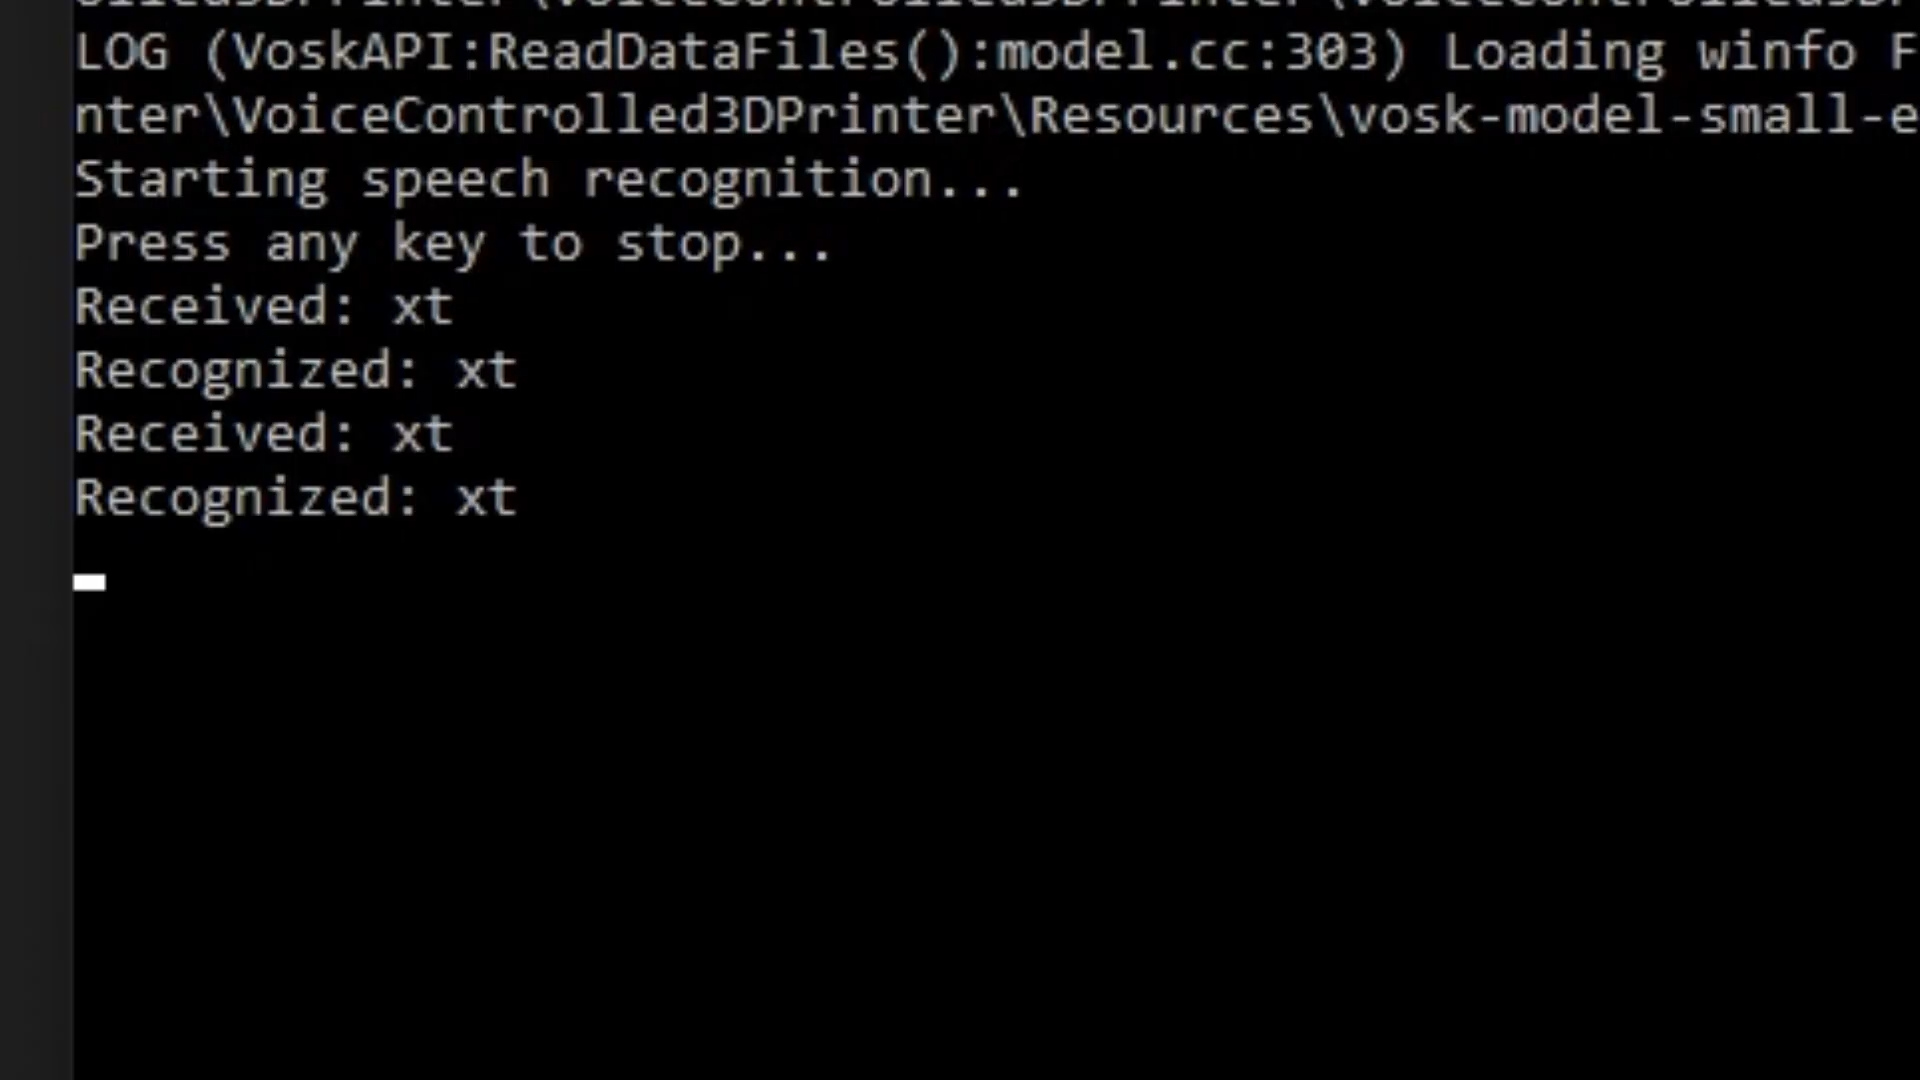 LOG (VoskAPI:ReadDataFiles():model.cc:303) Loading winfo F
nter\VoiceControlled3DPrinter\Resources\vosk-model-small-e
Starting speech recognition...
Press any key to stop...
Received: xt
Recognized: xt
Received: xt
Recognized: xt